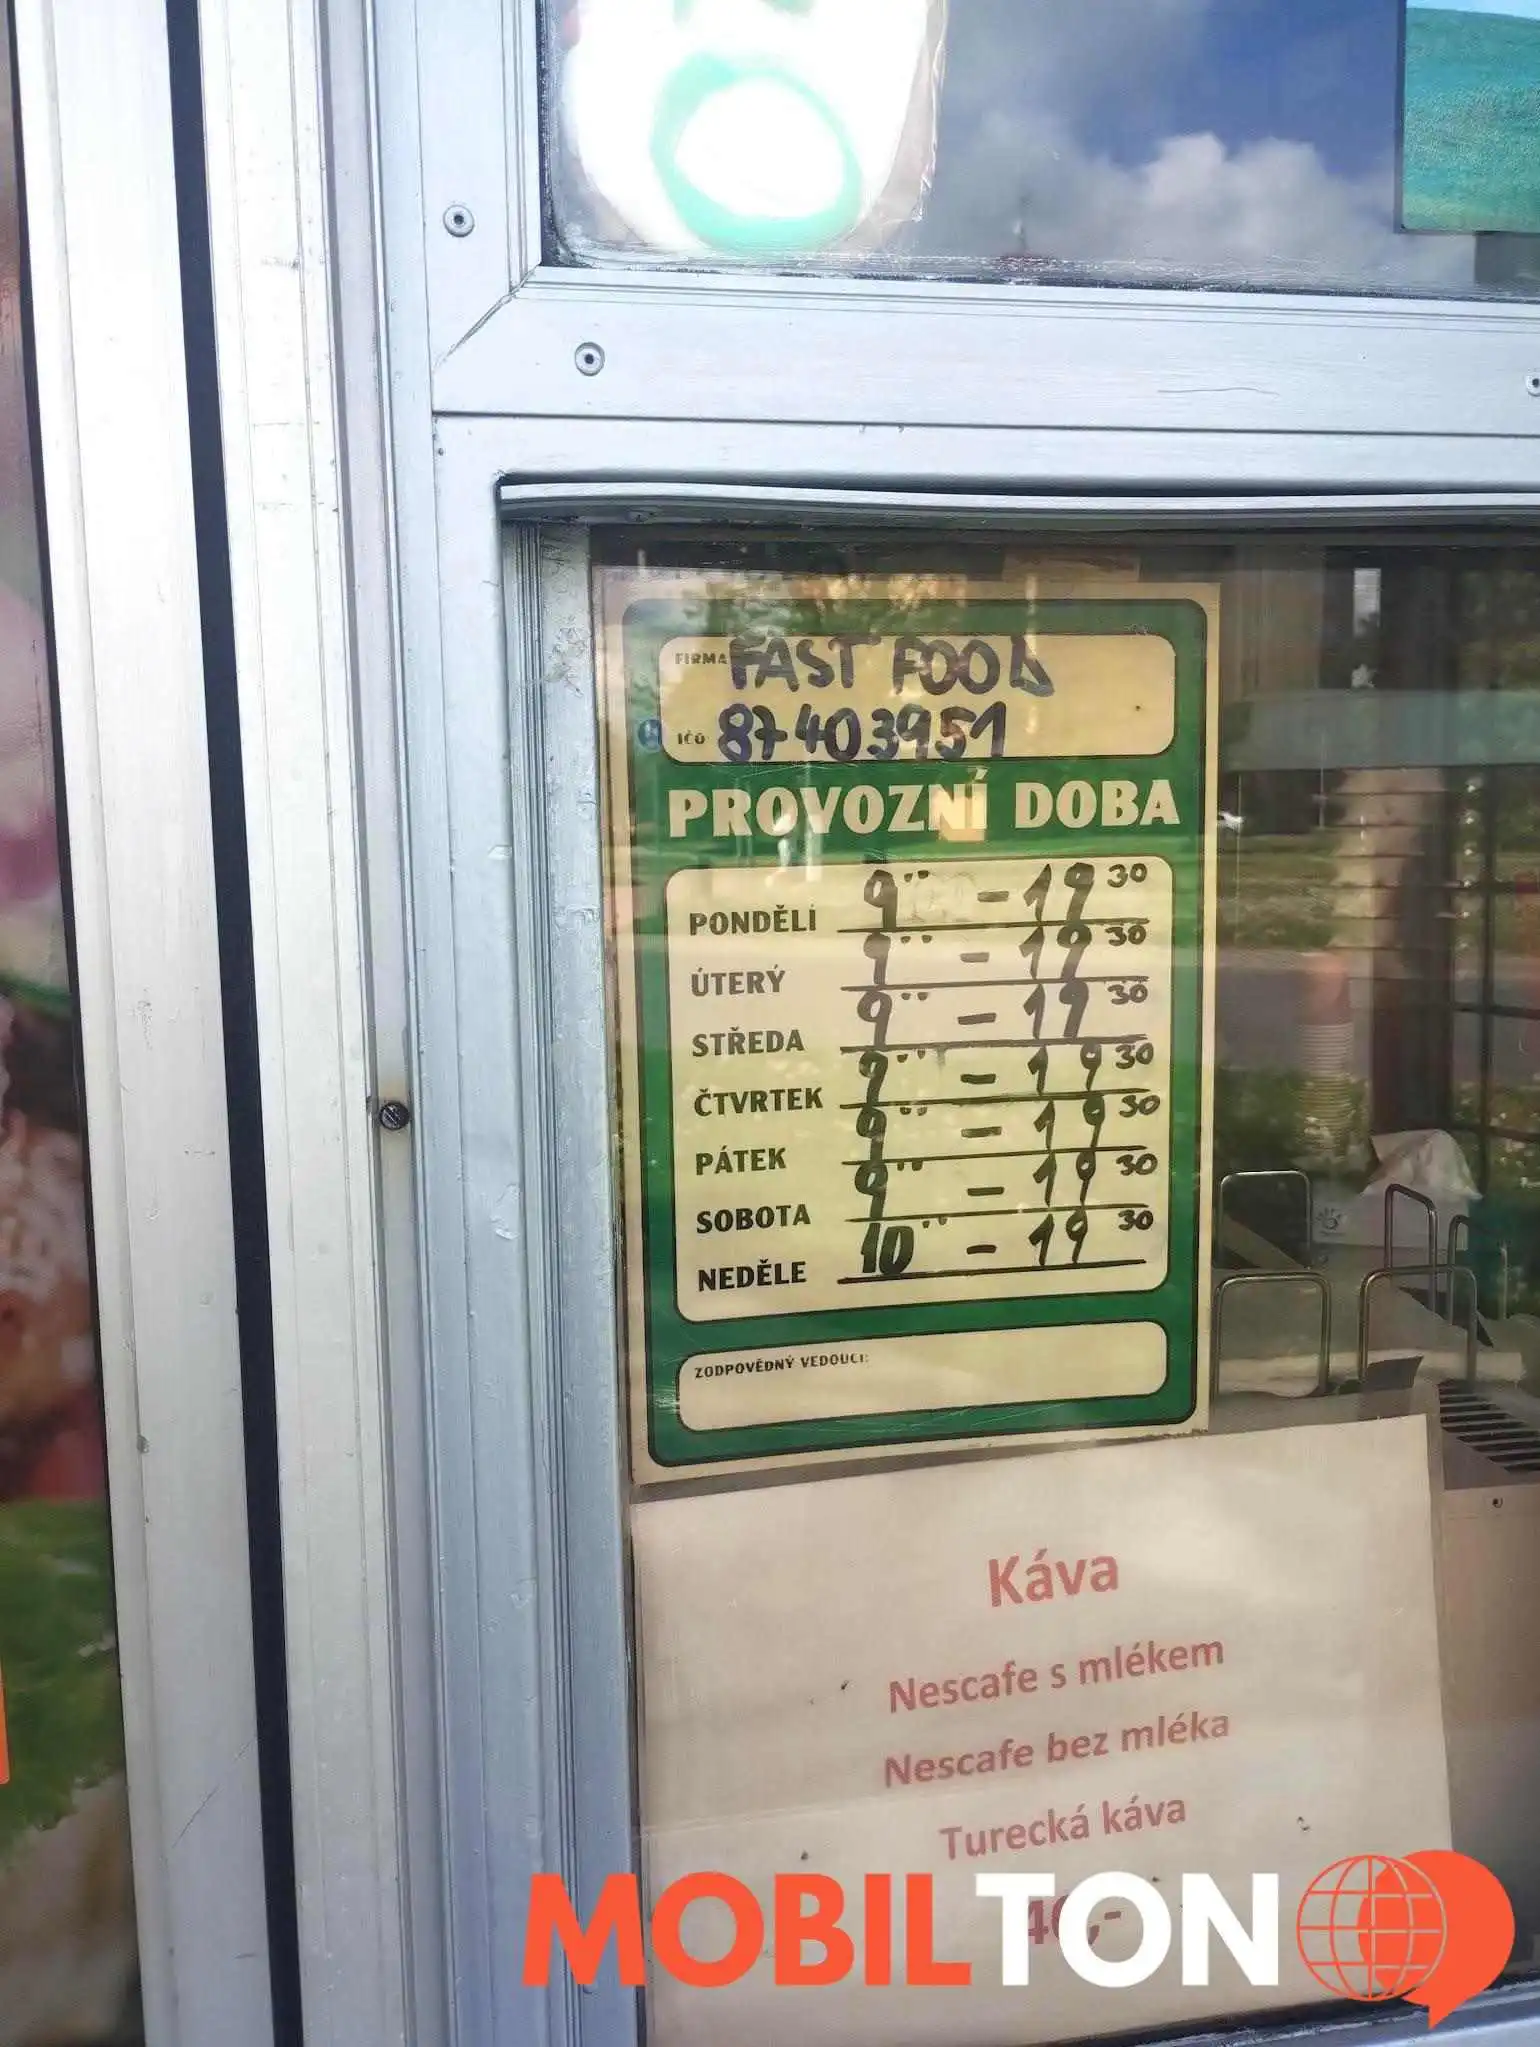 FIRMA FAST FOOD
IČO 87403951
PROVOZNÍ DOBA
PONDĚLÍ 9 - 19 30
ÚTERÝ 9 - 19 30
STŘEDA 9 - 19 30
ČTVRTEK 9 - 19 30
PÁTEK 9 - 19 30
SOBOTA 9 - 19 30
NEDĚLE 10 - 19 30
ZODPOVĚDNÝ VEDOUCÍ:
Káva
Nescafe s mlékem
Nescafe bez mléka
Turecká káva
MOBILTON